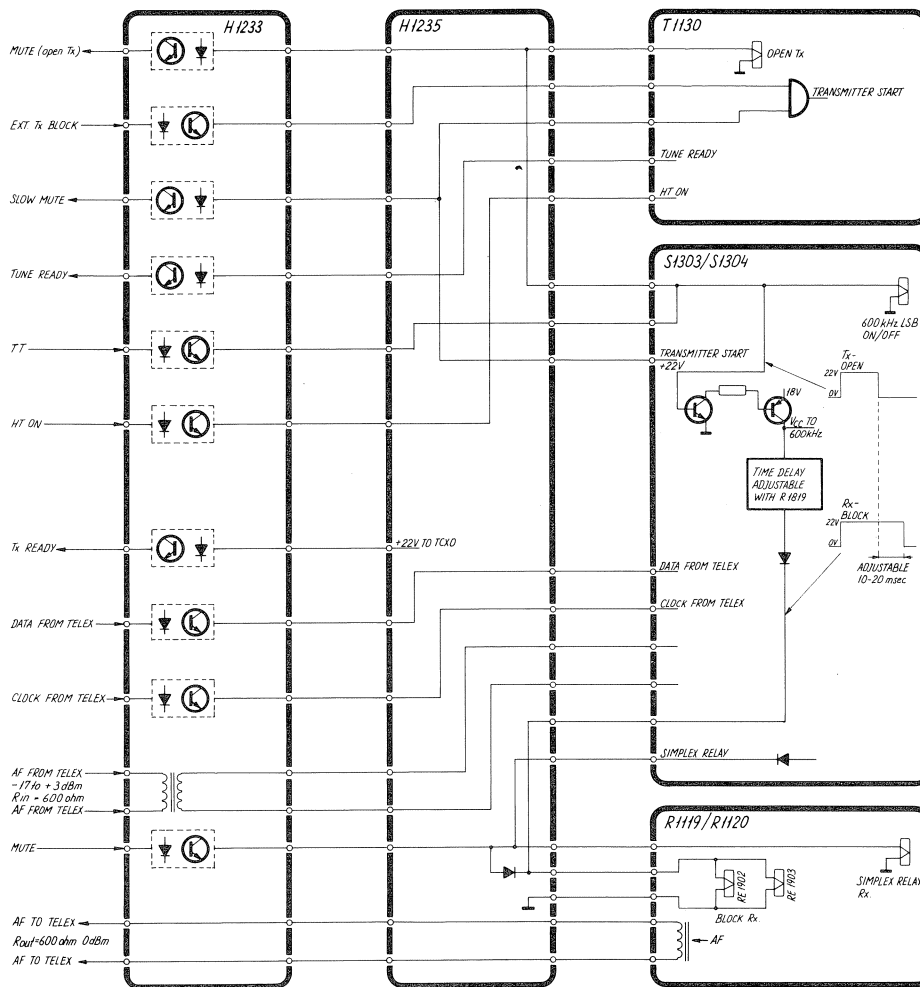 H1233
H1235
T1130
MUTE (open Tx)
OPEN Tx
TRANSMITTER START
EXT. Tx BLOCK
TUNE READY
SLOW MUTE
HT ON
S1303/S1304
TUNE READY
600 kHz LSB
ON/OFF
TT
TRANSMITTER START
+22V
Tx-
OPEN
22V
0V
18V
HT ON
VCC TO
600kHz
TIME DELAY
ADJUSTABLE
WITH R 1819
Rx-
BLOCK
22V
0V
Tx READY
+22V TO TCXO
ADJUSTABLE
10-20 msec
DATA FROM TELEX
CLOCK FROM TELEX
DATA FROM TELEX
CLOCK FROM TELEX
SIMPLEX RELAY
AF FROM TELEX
-17 to +3 dBm
Rin = 600 ohm
AF FROM TELEX
R1119/R1120
MUTE
RE 1902
RE 1903
SIMPLEX RELAY
Rx.
BLOCK Rx.
AF TO TELEX
Rout=600 ohm 0dBm
AF
AF TO TELEX